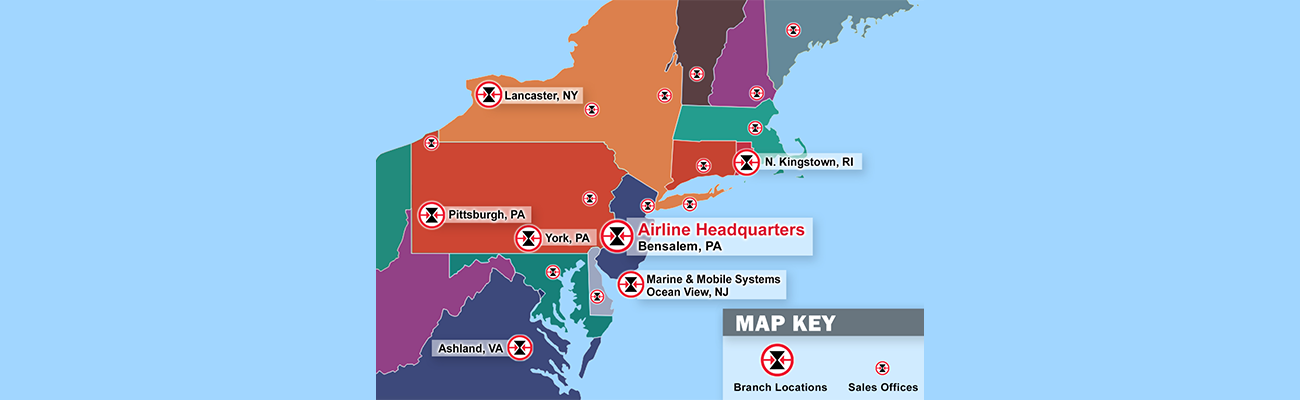 Lancaster, NY
N. Kingstown, RI
Pittsburgh, PA
York, PA
Airline Headquarters
Bensalem, PA
Marine & Mobile Systems
Ocean View, NJ
Ashland, VA
MAP KEY
Branch Locations
Sales Offices